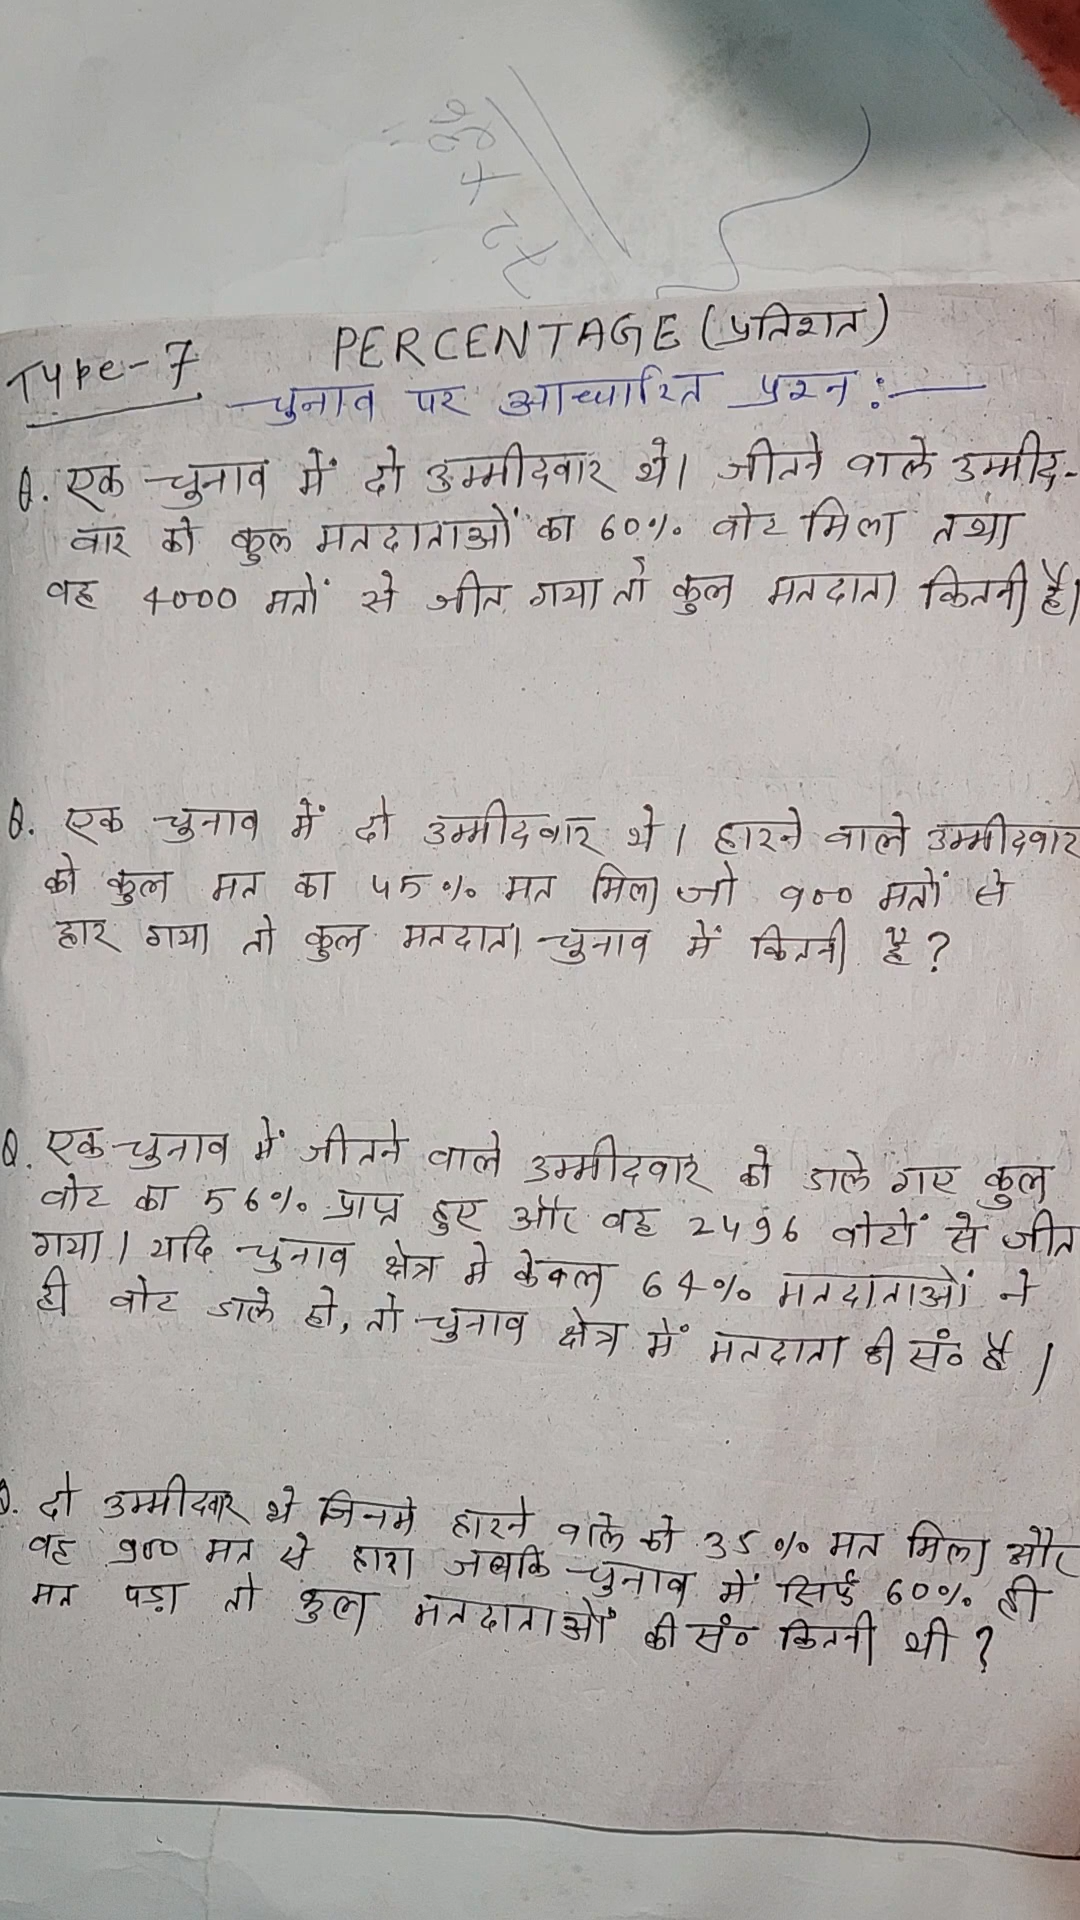 PERCENTAGE (प्रतिशत)
Type-7
चुनाव पर आधारित प्रश्न :—
Q. एक चुनाव में दो उम्मीदवार थे। जीतने वाले उम्मीद-
वार को कुल मतदाताओं का 60% वोट मिला तथा
वह 4000 मतों से जीत गया तो कुल मतदाता कितनी है।
Q. एक चुनाव में दो उम्मीदवार थे। हारने वाले उम्मीदवार
को कुल मत का 45% मत मिला जो 900 मतों से
हार गया तो कुल मतदाता चुनाव में कितनी है?
Q. एक चुनाव में जीतने वाले उम्मीदवार को डाले गए कुल
वोट का 56% प्राप्त हुए और वह 2496 वोटों से जीत
गया। यदि चुनाव क्षेत्र मे केवल 64% मतदाताओं ने
ही वोट डाले हो, तो चुनाव क्षेत्र में मतदाता की सं० है।
Q. दो उम्मीदवार थे जिनमे हारने वाले को 35% मत मिला और
वह 900 मत से हारा जबकि चुनाव में सिर्फ 60% ही
मत पड़ा तो कुल मतदाताओं की सं० कितनी थी?